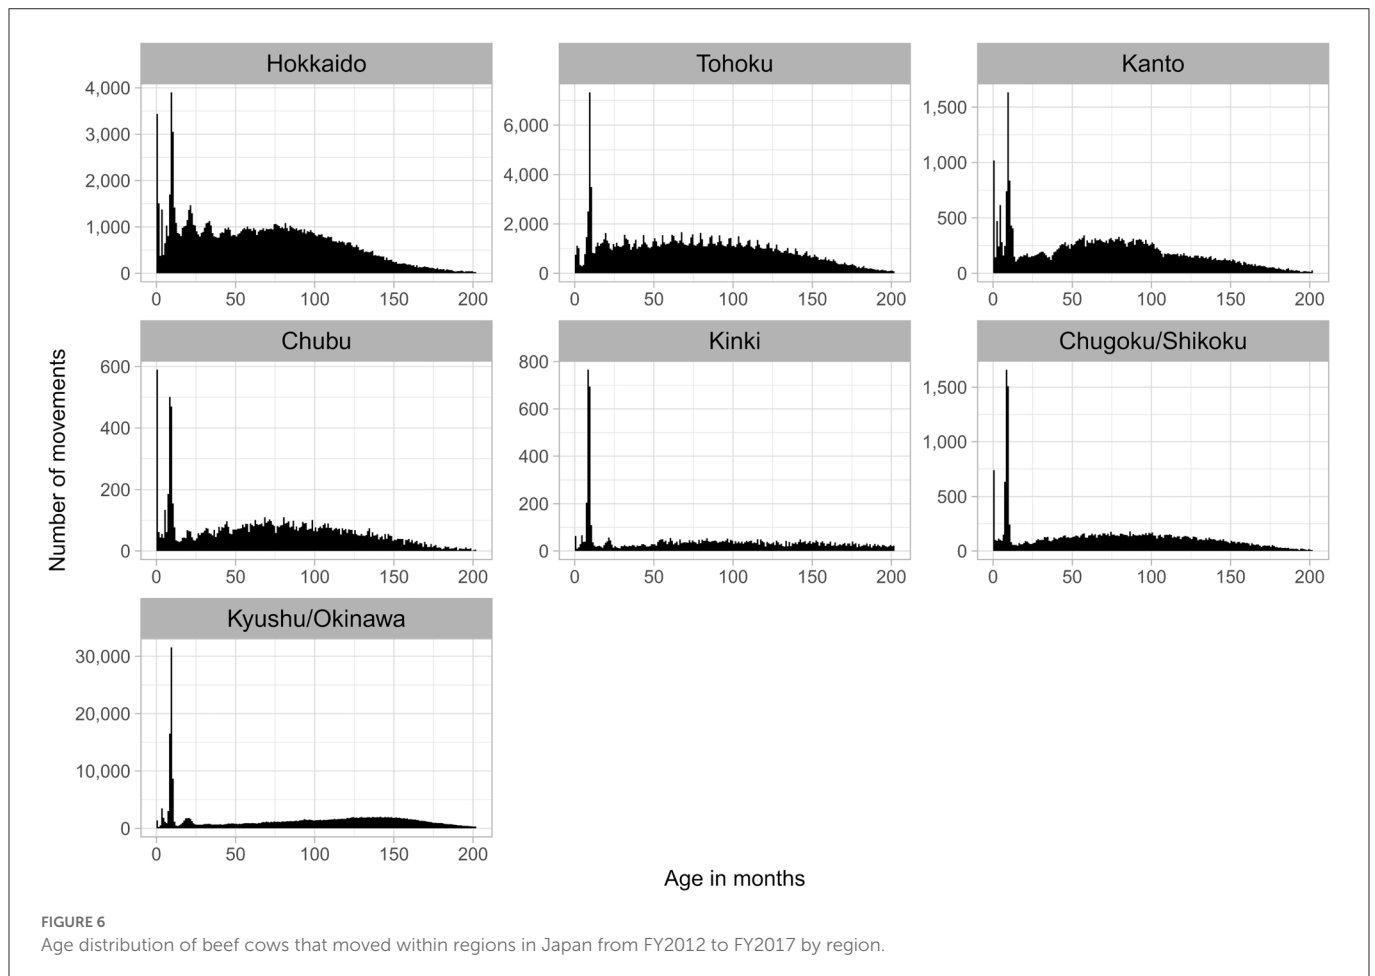 Hokkaido
Tohoku
Kanto
4,000
3,000
2,000
1,000
0
0 50 100 150 200
6,000
4,000
2,000
0
0 50 100 150 200
1,500
1,000
500
0
0 50 100 150 200
Number of movements
Chubu
Kinki
Chugoku/Shikoku
600
400
200
0
0 50 100 150 200
800
600
400
200
0
0 50 100 150 200
1,500
1,000
500
0
0 50 100 150 200
Kyushu/Okinawa
30,000
20,000
10,000
0
0 50 100 150 200
Age in months
FIGURE 6
Age distribution of beef cows that moved within regions in Japan from FY2012 to FY2017 by region.